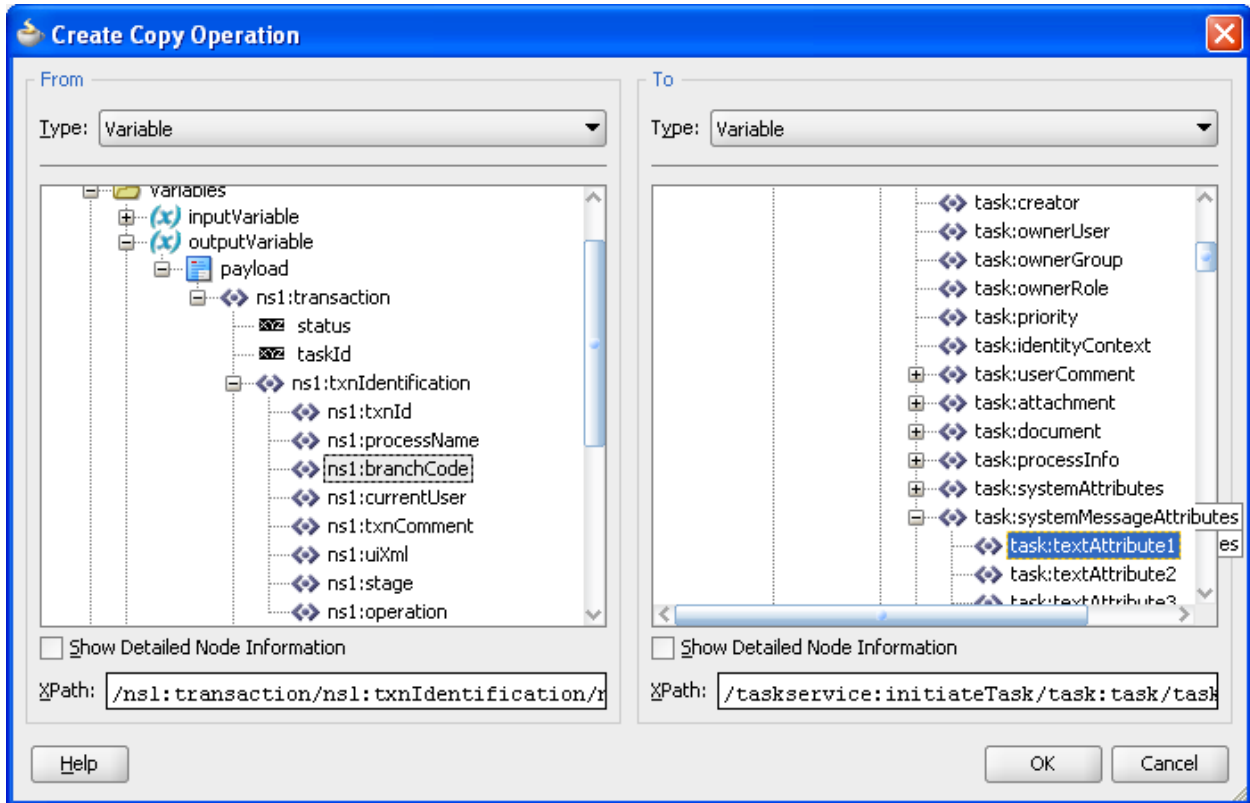 Create Copy Operation
From
Type: Variable
Variables
(x) inputVariable
(x) outputVariable
payload
ns1:transaction
XYZ status
XYZ taskId
ns1:txnIdentification
ns1:txnId
ns1:processName
ns1:branchCode
ns1:currentUser
ns1:txnComment
ns1:uiXml
ns1:stage
ns1:operation
Show Detailed Node Information
XPath: /ns1:transaction/ns1:txnIdentification/
To
Type: Variable
task:creator
task:ownerUser
task:ownerGroup
task:ownerRole
task:priority
task:identityContext
task:userComment
task:attachment
task:document
task:processInfo
task:systemAttributes
task:systemMessageAttributes
task:textAttribute1 es
task:textAttribute2
task:textAttribute3
Show Detailed Node Information
XPath: /taskservice:initiateTask/task:task/task
Help
OK Cancel